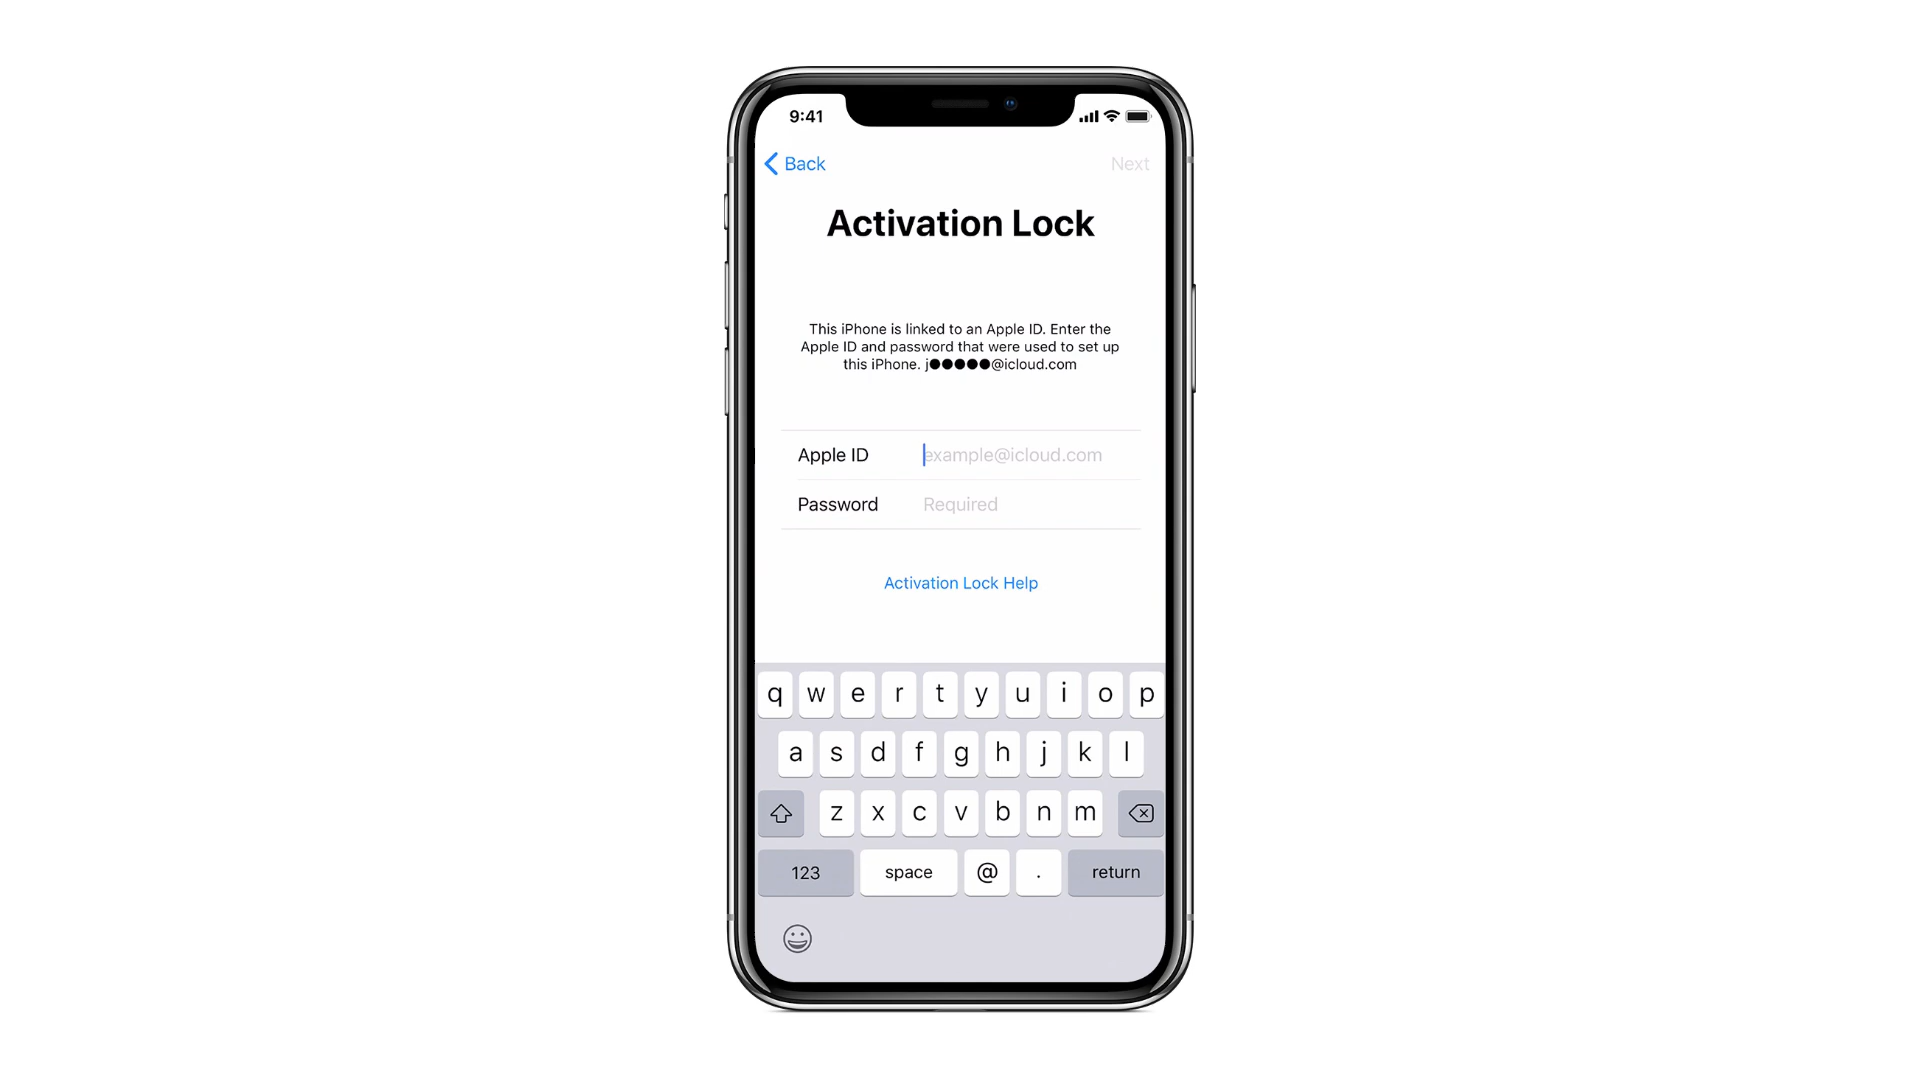 9:41
Back
Next
Activation Lock
This iPhone is linked to an Apple ID. Enter the
Apple ID and password that were used to set up
this iPhone. j●●●●●@icloud.com
Apple ID example@icloud.com
Password Required
Activation Lock Help
q w e r t y u i o p
a s d f g h j k l
z x c v b n m
123 space @ . return